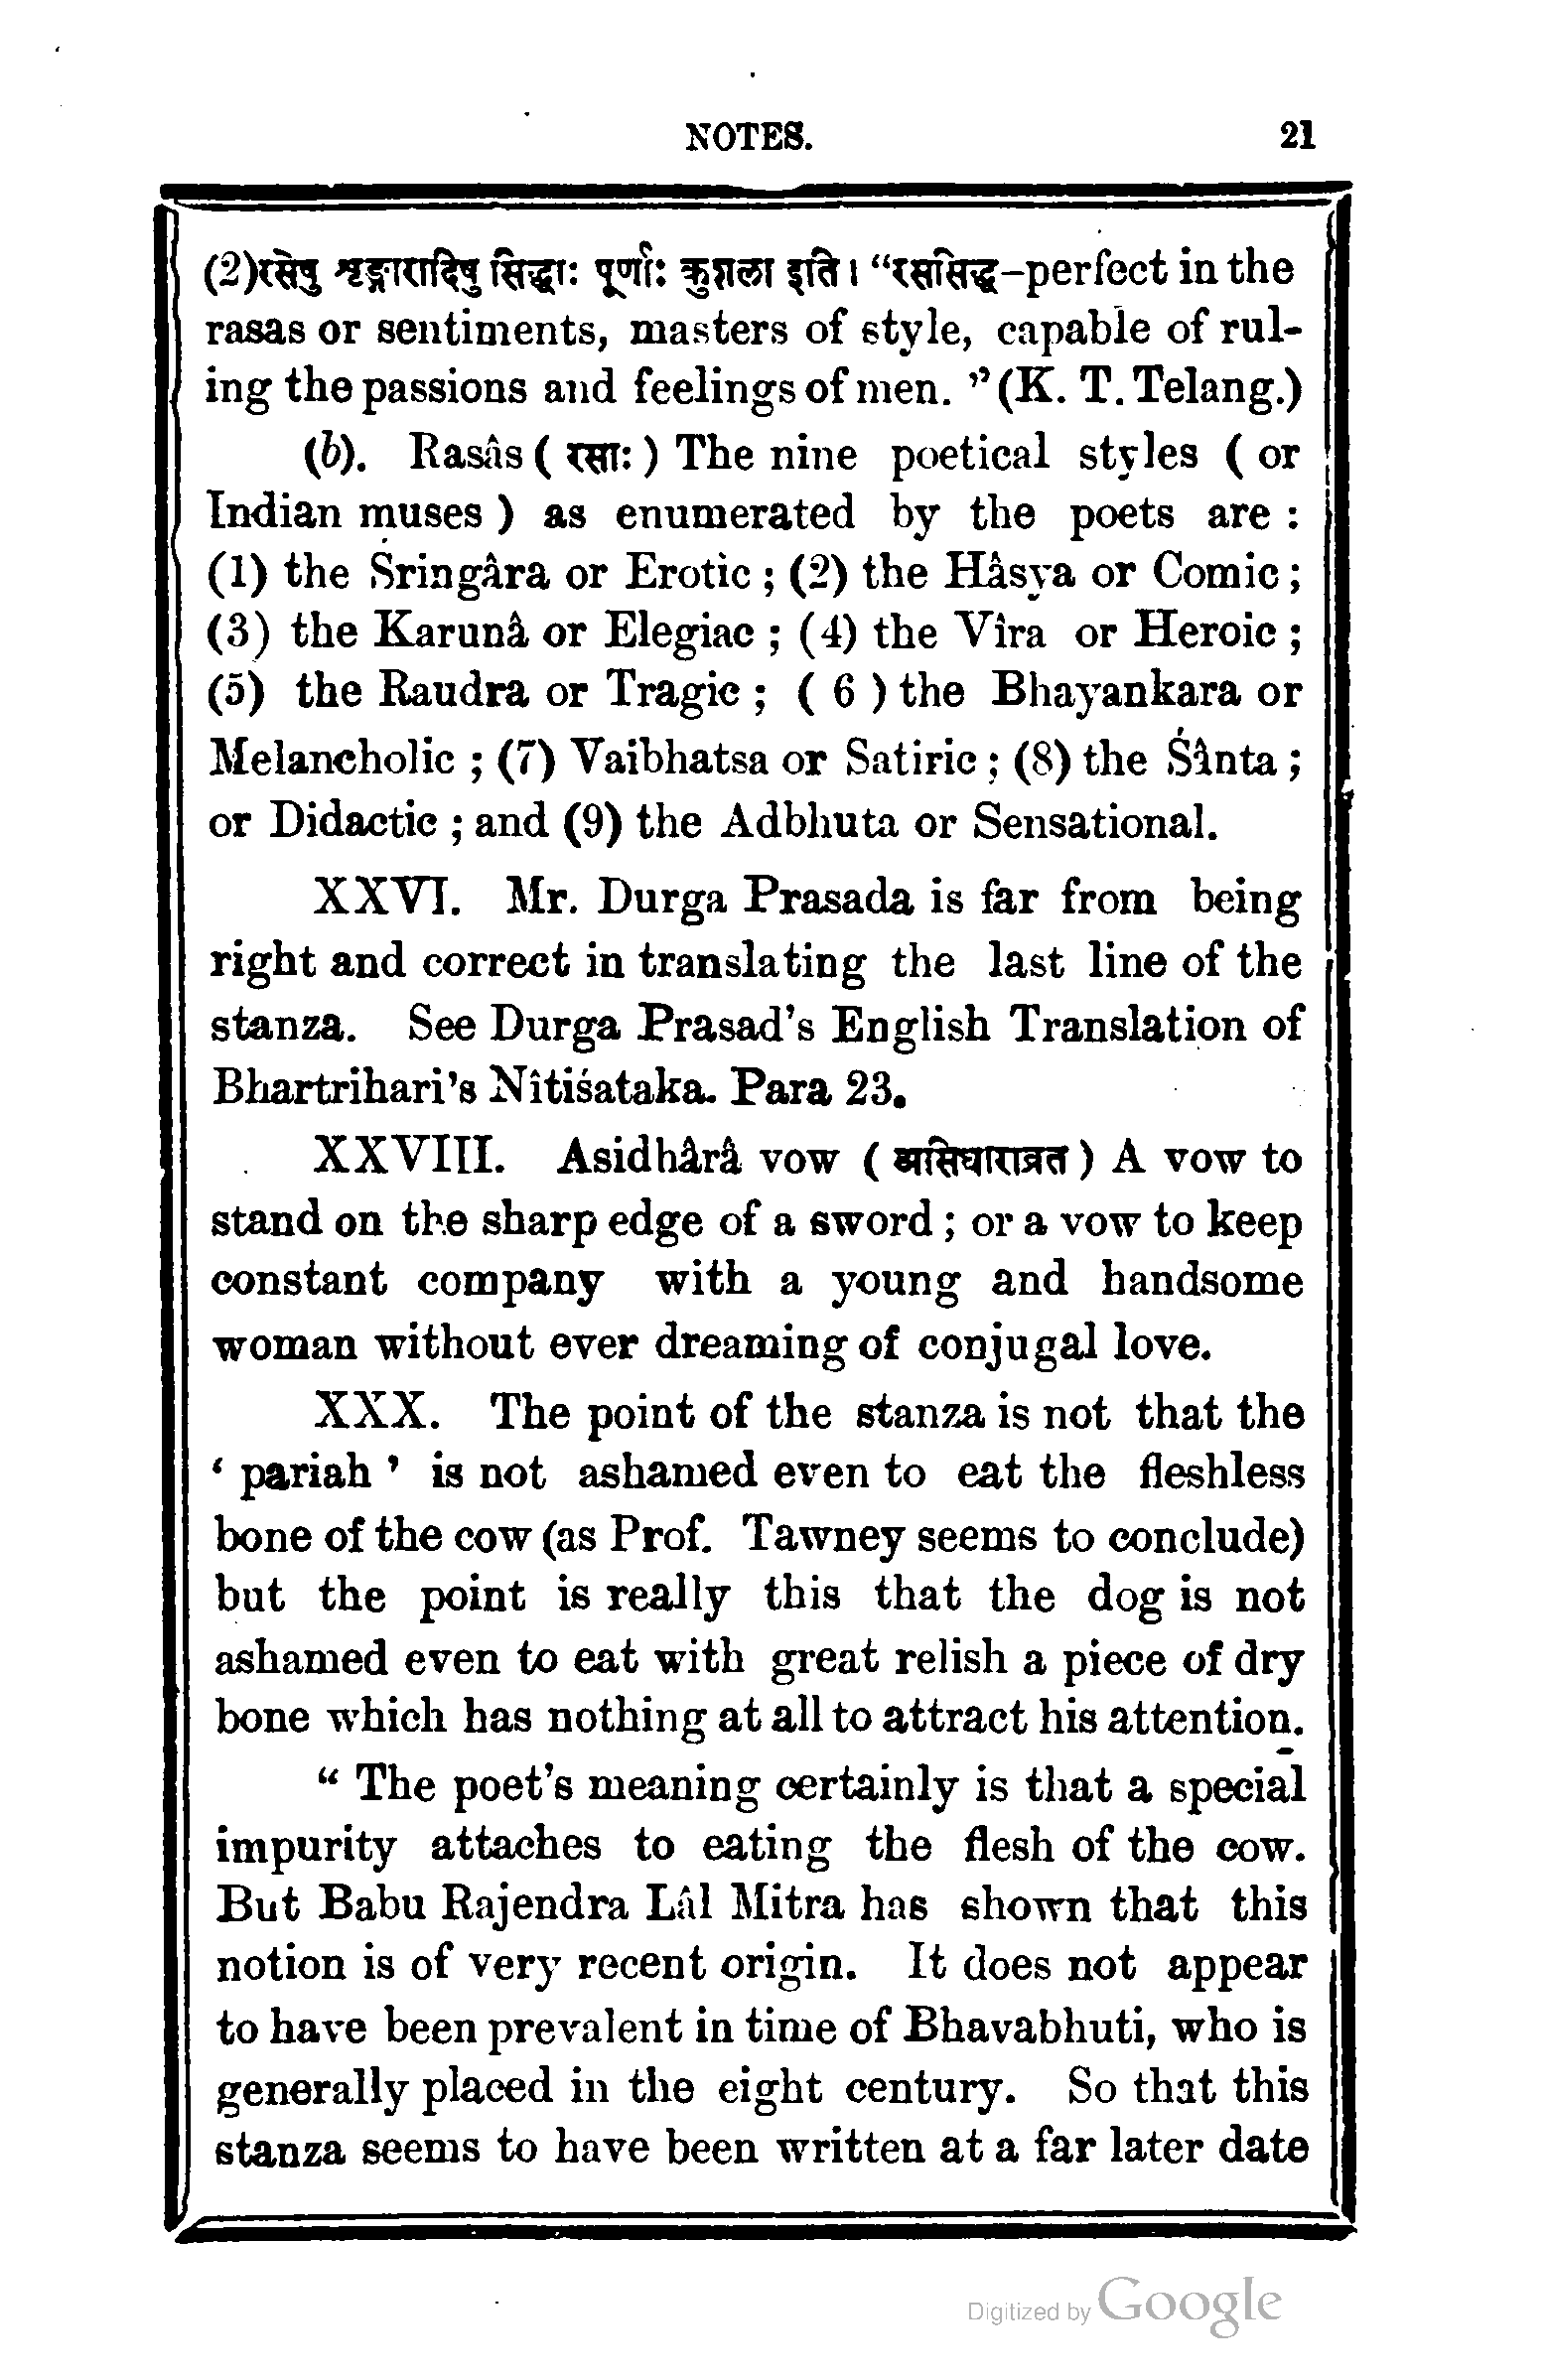 NOTES. 21
(2)रसेषु शृङ्गारादिषु सिद्धाः पूर्णाः कुशला इति। “रससिद्ध–perfect in the
rasas or sentiments, masters of style, capable of rul-
ing the passions and feelings of men. ”(K. T. Telang.)
(b). Rasâs ( रसाः ) The nine poetical styles ( or
Indian muses ) as enumerated by the poets are :
(1) the Sringâra or Erotic ; (2) the Hâsya or Comic ;
(3) the Karunâ or Elegiac ; (4) the Vîra or Heroic ;
(5) the Raudra or Tragic ; ( 6 ) the Bhayankara or
Melancholic ; (7) Vaibhatsa or Satiric ; (8) the Śânta ;
or Didactic ; and (9) the Adbhuta or Sensational.
XXVI. Mr. Durga Prasada is far from being
right and correct in translating the last line of the
stanza. See Durga Prasad's English Translation of
Bhartrihari's Nîtiśataka. Para 23.
XXVIII. Asidhârâ vow ( असिधाराव्रत ) A vow to
stand on the sharp edge of a sword ; or a vow to keep
constant company with a young and handsome
woman without ever dreaming of conjugal love.
XXX. The point of the stanza is not that the
‘ pariah ’ is not ashamed even to eat the fleshless
bone of the cow (as Prof. Tawney seems to conclude)
but the point is really this that the dog is not
ashamed even to eat with great relish a piece of dry
bone which has nothing at all to attract his attention.
“ The poet's meaning certainly is that a special
impurity attaches to eating the flesh of the cow.
But Babu Rajendra Lâl Mitra has shown that this
notion is of very recent origin. It does not appear
to have been prevalent in time of Bhavabhuti, who is
generally placed in the eight century. So that this
stanza seems to have been written at a far later date
Digitized by Google